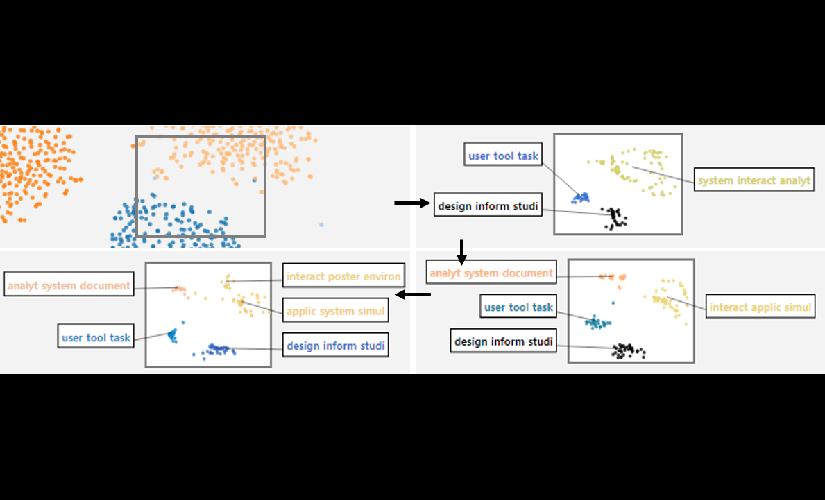 user tool task
system interact analyt
design inform studi
analyt system document
interact poster environ
applic system simul
user tool task
design inform studi
analyt system document
user tool task
interact applic simul
design inform studi